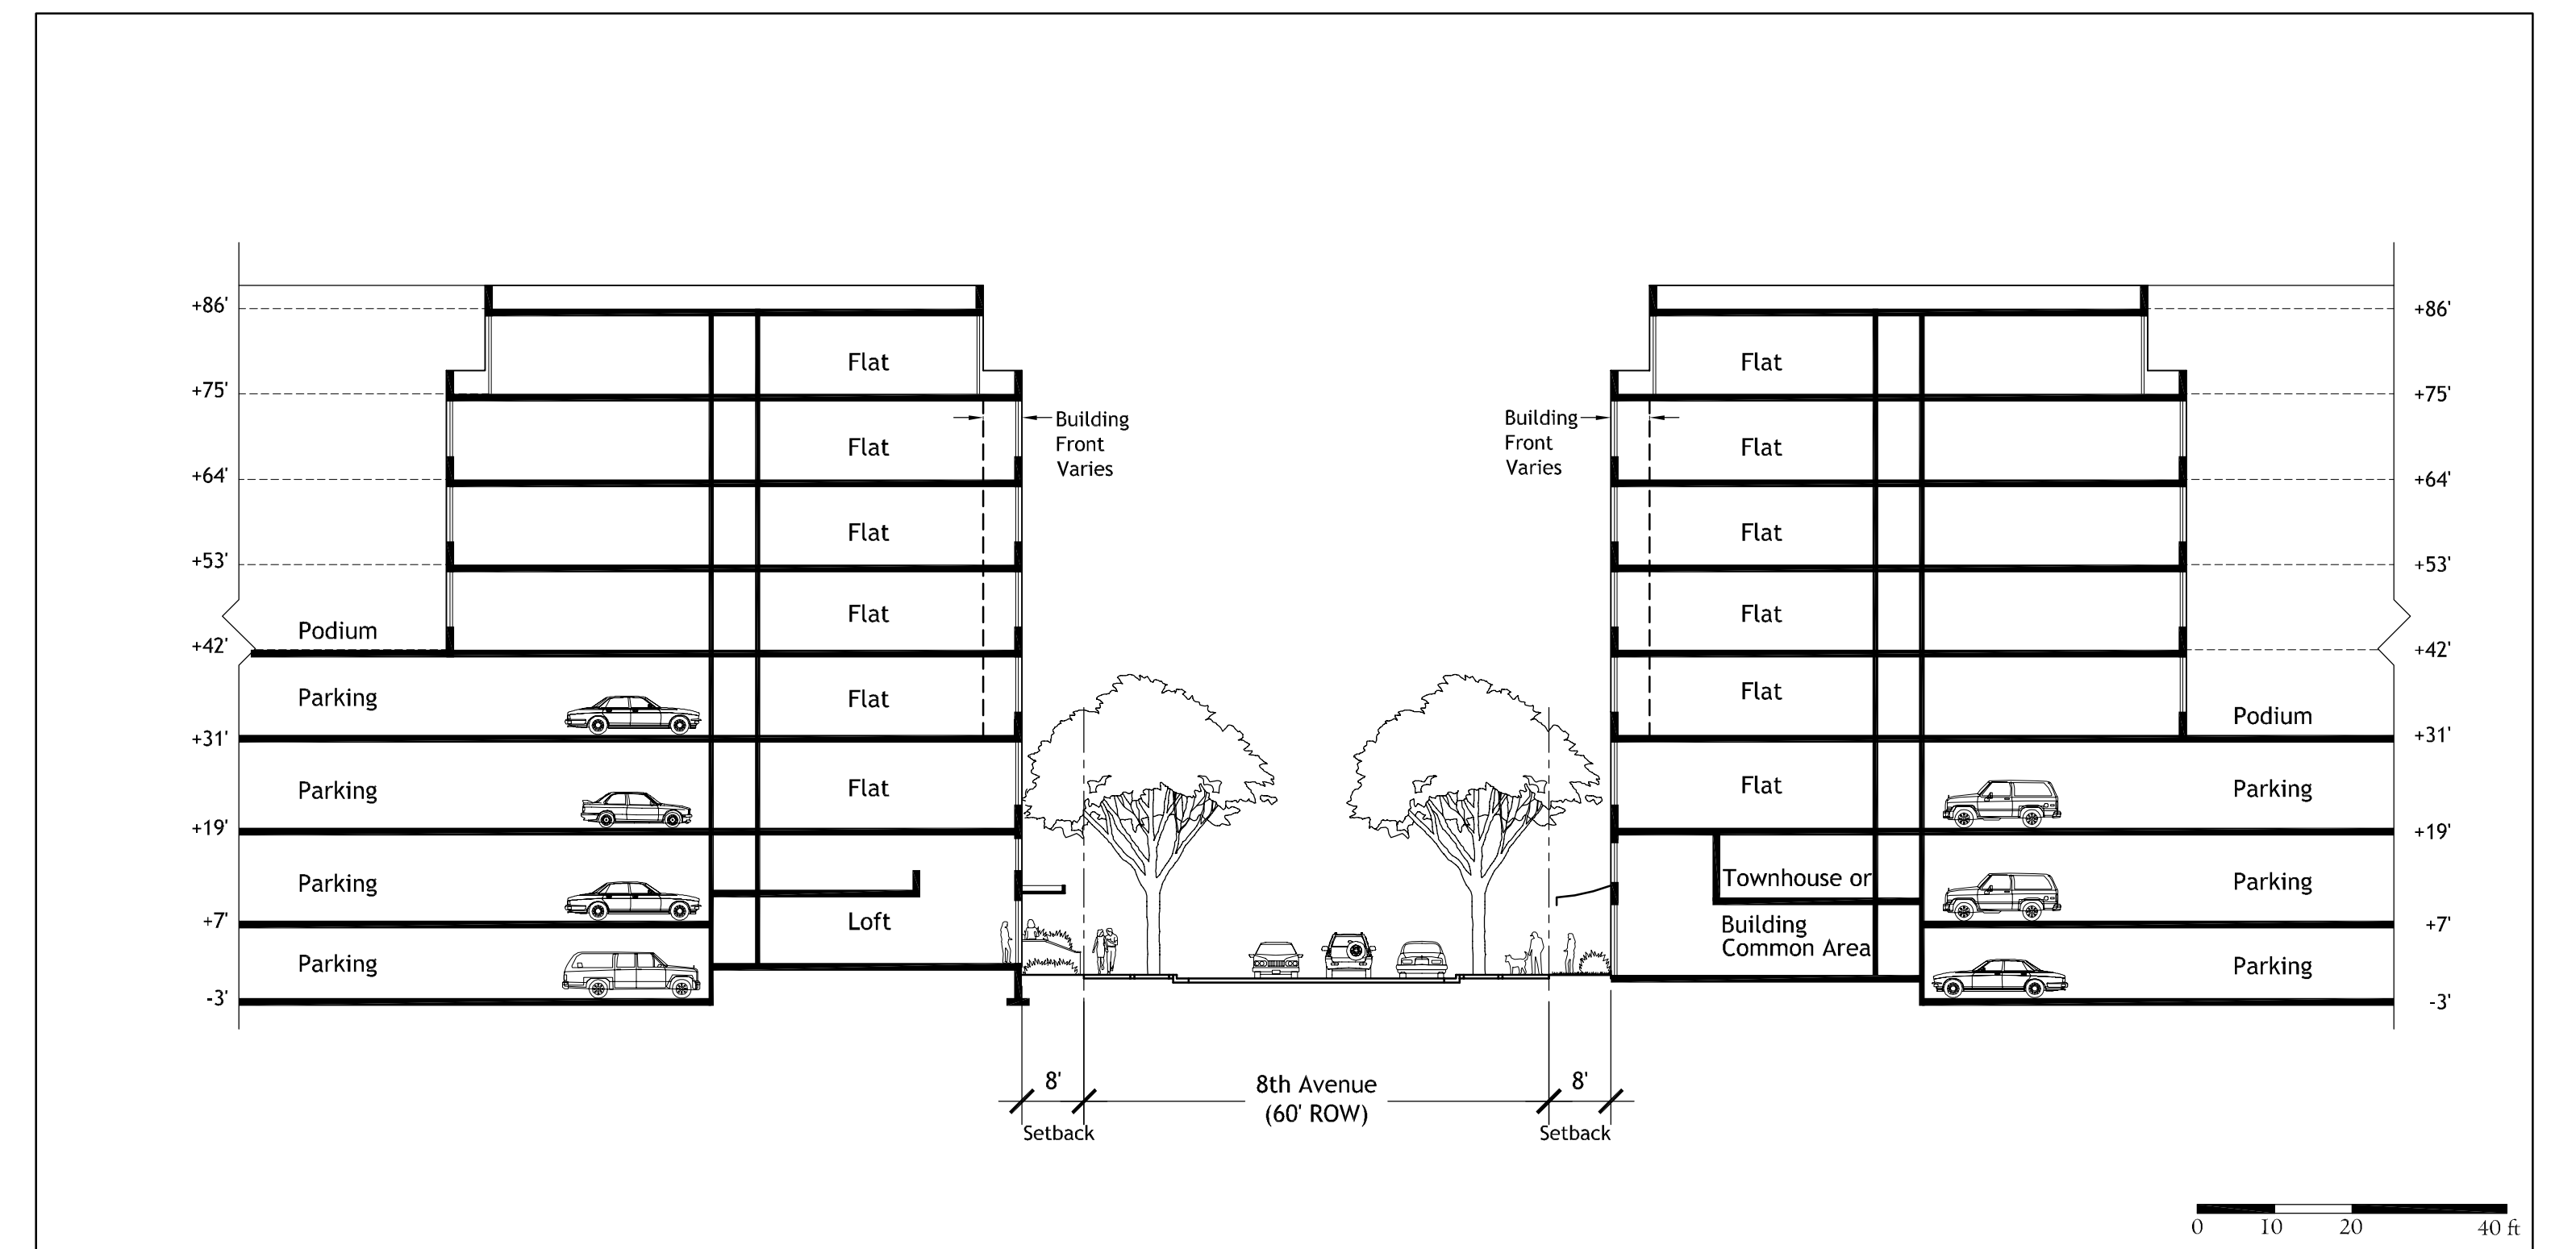 +86'
+86'
Flat
Flat
+75'
+75'
Building
Front
Varies
Building
Front
Varies
Flat
Flat
+64'
+64'
Flat
Flat
+53'
+53'
Flat
Flat
Podium
+42'
+42'
Parking
Flat
Flat
Podium
+31'
+31'
Parking
Flat
Flat
Parking
+19'
+19'
Parking
Townhouse or
Building
Common Area
Parking
Loft
+7'
+7'
Parking
Parking
-3'
-3'
8'
8th Avenue
(60' ROW)
8'
Setback
Setback
0 10 20 40 ft